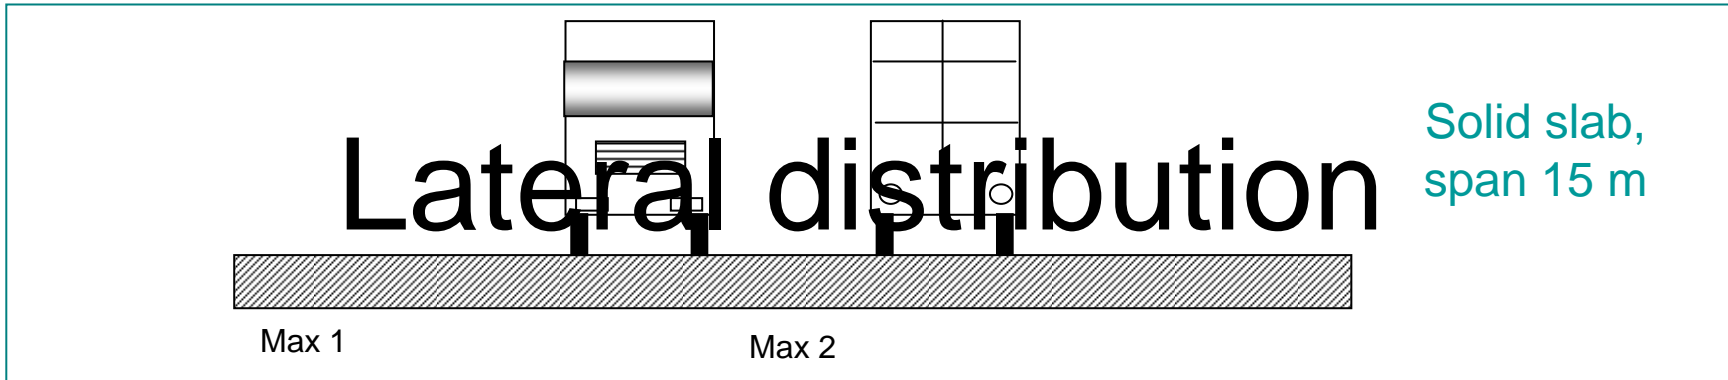 Lateral distribution
Solid slab,
span 15 m
Max 1
Max 2